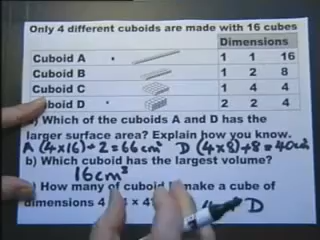 Only 4 different cuboids are made with 16 cubes
Dimensions
Cuboid A 1 1 16
Cuboid B 1 2 8
Cuboid C 1 4 4
Cuboid D 2 2 4
) Which of the cuboids A and D has the
larger surface area? Explain how you know.
A (4×16)+2=66cm² D (4×8)+8=40cm
b) Which cuboid has the largest volume?
16cm³
) How many of cuboid make a cube of
dimensions 4 × 4
D